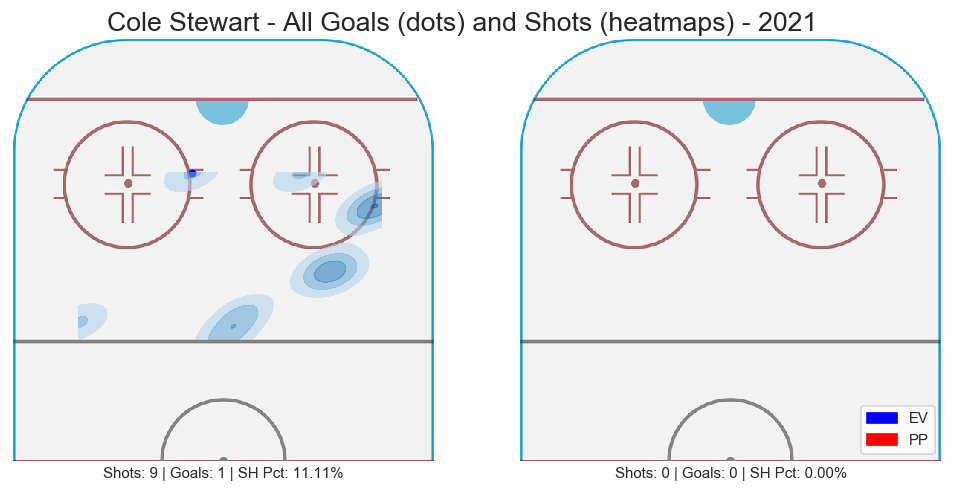 Cole Stewart - All Goals (dots) and Shots (heatmaps) - 2021
EV
PP
Shots: 9 | Goals: 1 | SH Pct: 11.11%
Shots: 0 | Goals: 0 | SH Pct: 0.00%